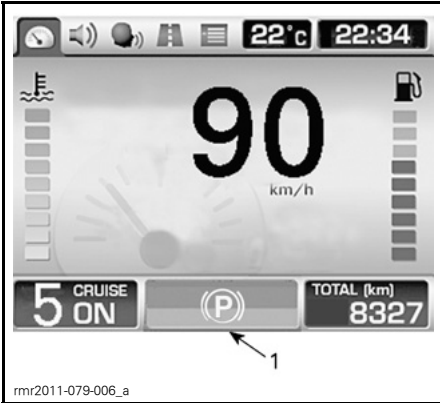 22°c 22:34
90
km/h
5 CRUISE ON
(P)
TOTAL (km)
8327
1
rmr2011-079-006_a